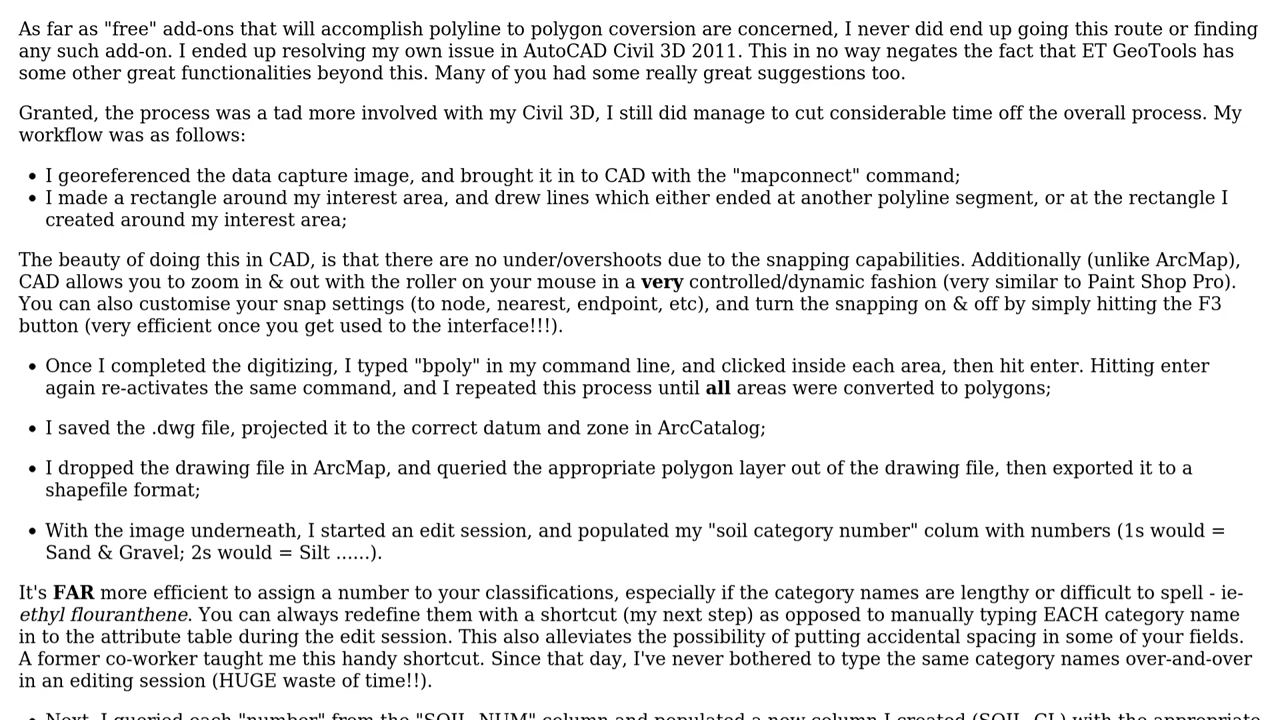 As far as "free" add-ons that will accomplish polyline to polygon coversion are concerned, I never did end up going this route or finding
any such add-on. I ended up resolving my own issue in AutoCAD Civil 3D 2011. This in no way negates the fact that ET GeoTools has
some other great functionalities beyond this. Many of you had some really great suggestions too.
Granted, the process was a tad more involved with my Civil 3D, I still did manage to cut considerable time off the overall process. My
workflow was as follows:
• I georeferenced the data capture image, and brought it in to CAD with the "mapconnect" command;
• I made a rectangle around my interest area, and drew lines which either ended at another polyline segment, or at the rectangle I
created around my interest area;
The beauty of doing this in CAD, is that there are no under/overshoots due to the snapping capabilities. Additionally (unlike ArcMap),
CAD allows you to zoom in & out with the roller on your mouse in a very controlled/dynamic fashion (very similar to Paint Shop Pro).
You can also customise your snap settings (to node, nearest, endpoint, etc), and turn the snapping on & off by simply hitting the F3
button (very efficient once you get used to the interface!!!).
• Once I completed the digitizing, I typed "bpoly" in my command line, and clicked inside each area, then hit enter. Hitting enter
again re-activates the same command, and I repeated this process until all areas were converted to polygons;
• I saved the .dwg file, projected it to the correct datum and zone in ArcCatalog;
• I dropped the drawing file in ArcMap, and queried the appropriate polygon layer out of the drawing file, then exported it to a
shapefile format;
• With the image underneath, I started an edit session, and populated my "soil category number" colum with numbers (1s would =
Sand & Gravel; 2s would = Silt ......).
It's FAR more efficient to assign a number to your classifications, especially if the category names are lengthy or difficult to spell - ie-
ethyl flouranthene. You can always redefine them with a shortcut (my next step) as opposed to manually typing EACH category name
in to the attribute table during the edit session. This also alleviates the possibility of putting accidental spacing in some of your fields.
A former co-worker taught me this handy shortcut. Since that day, I've never bothered to type the same category names over-and-over
in an editing session (HUGE waste of time!!).
• Next, I queried each "number" from the "SOIL_NUM" column and populated a new column I created (SOIL_CL) with the appropriate